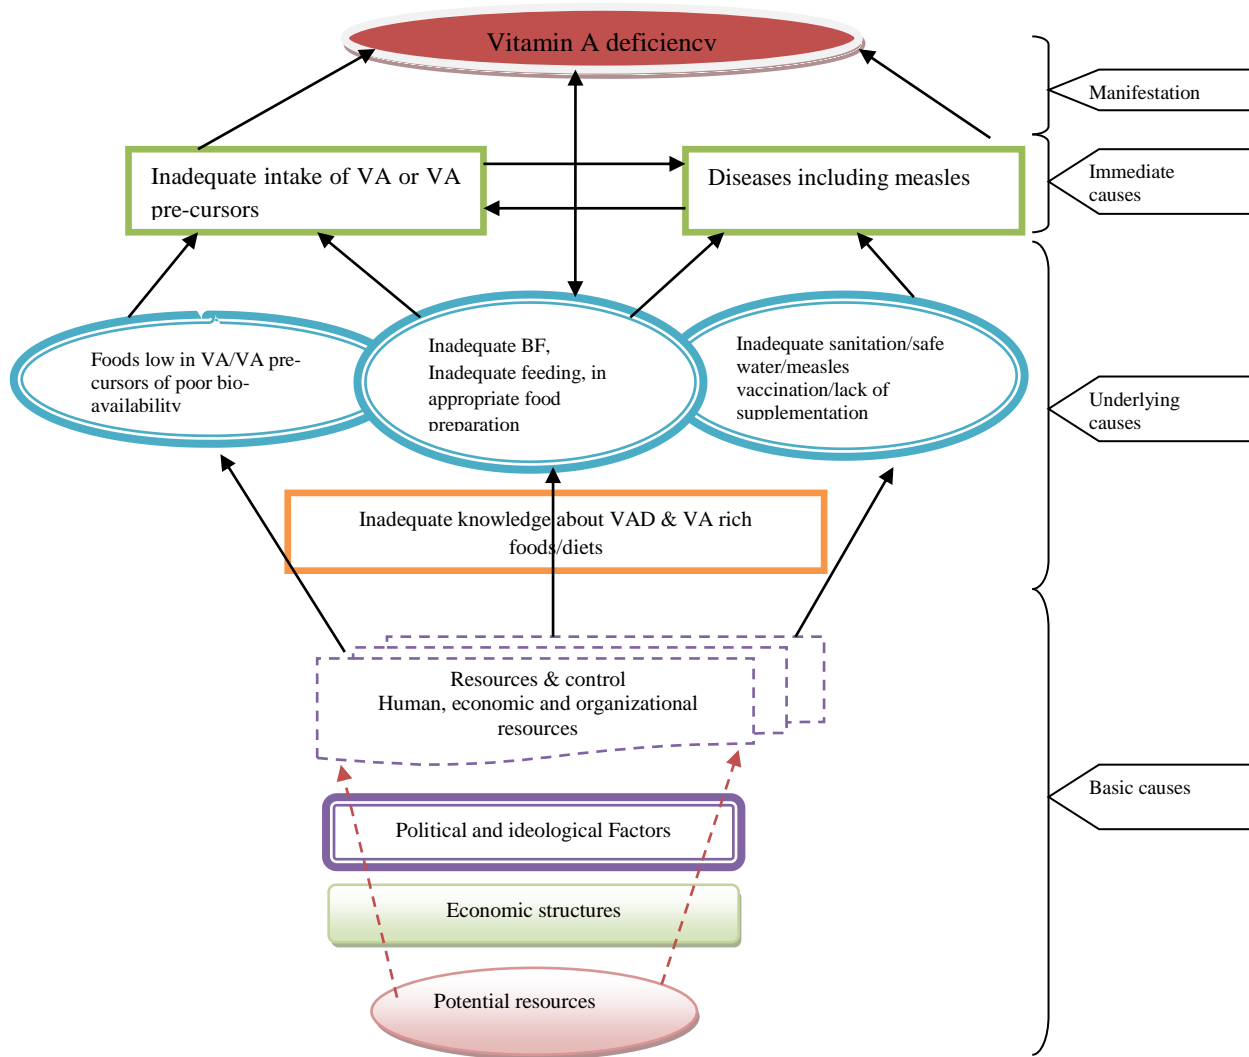 Vitamin A deficiency
Manifestation
Inadequate intake of VA or VA
pre-cursors
Diseases including measles
Immediate
causes
Foods low in VA/VA pre-
cursors of poor bio-
availability
Inadequate BF,
Inadequate feeding, in
appropriate food
preparation
Inadequate sanitation/safe
water/measles
vaccination/lack of
supplementation
Underlying
causes
Inadequate knowledge about VAD & VA rich
foods/diets
Resources & control
Human, economic and organizational
resources
Basic causes
Political and ideological Factors
Economic structures
Potential resources